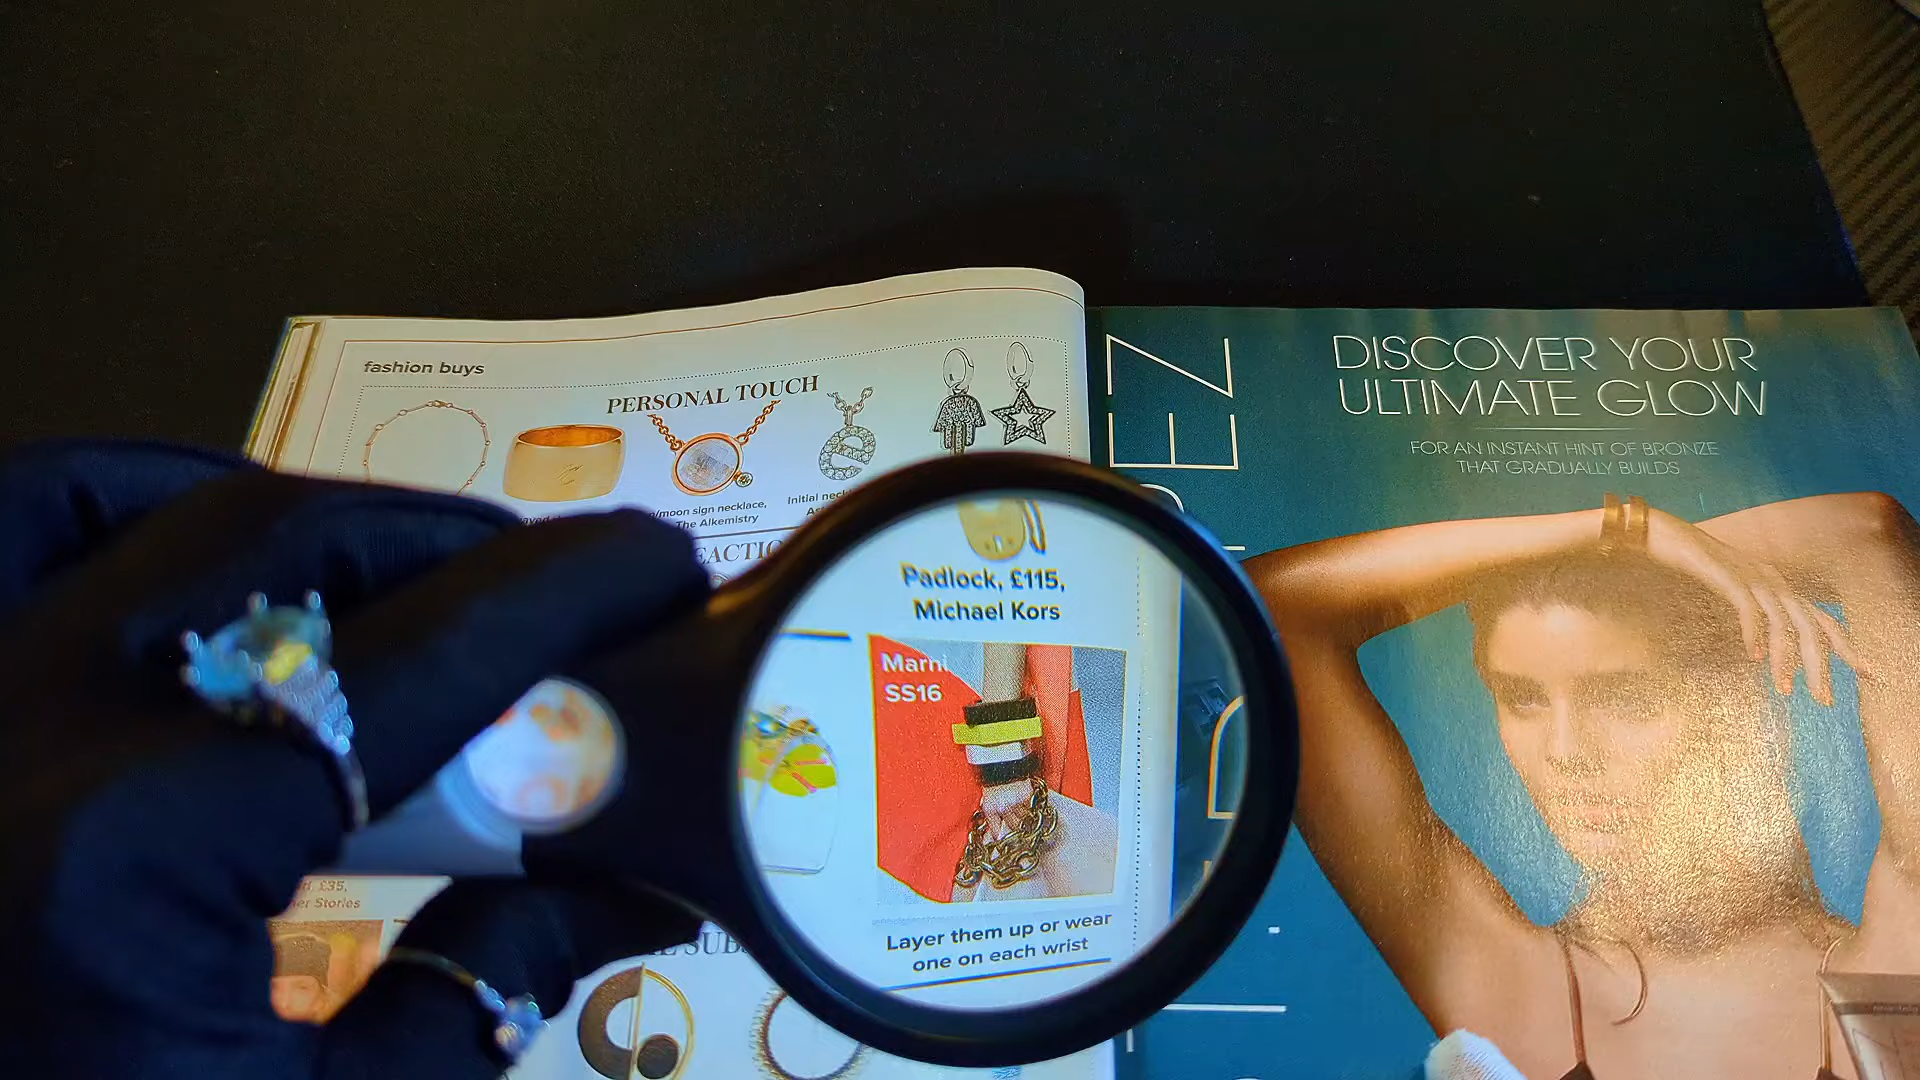 fashion buys
PERSONAL TOUCH
moon sign necklace,
The Alkemistry
Initial
Padlock, £115,
Michael Kors
Marni
SS16
Layer them up or wear
one on each wrist
£35,
Stories
DISCOVER YOUR
ULTIMATE GLOW
FOR AN INSTANT HINT OF BRONZE
THAT GRADUALLY BUILDS